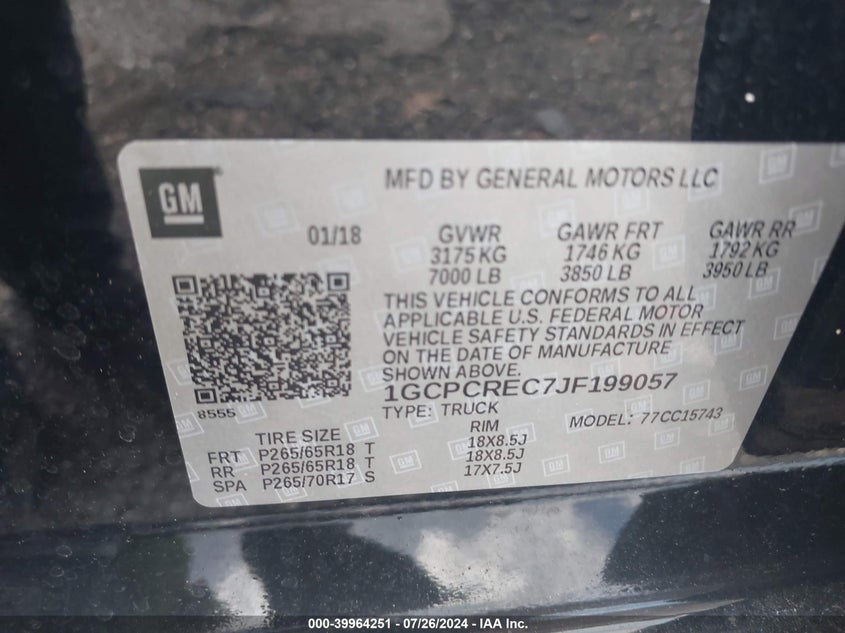 GM
MFD BY GENERAL MOTORS LLC
01/18
GVWR GAWR FRT GAWR RR
3175 KG 1746 KG 1792 KG
7000 LB 3850 LB 3950 LB
THIS VEHICLE CONFORMS TO ALL
APPLICABLE U.S. FEDERAL MOTOR
VEHICLE SAFETY STANDARDS IN EFFECT
ON THE DATE OF MANUFACTURE
SHOWN ABOVE.
1GCPCREC7JF199057
8555
TYPE: TRUCK MODEL: 77CC15743
TIRE SIZE RIM
FRT P265/65R18 T 18X8.5J
RR P265/65R18 T 18X8.5J
SPA P265/70R17 S 17X7.5J
000-39964251 - 07/26/2024 - IAA Inc.